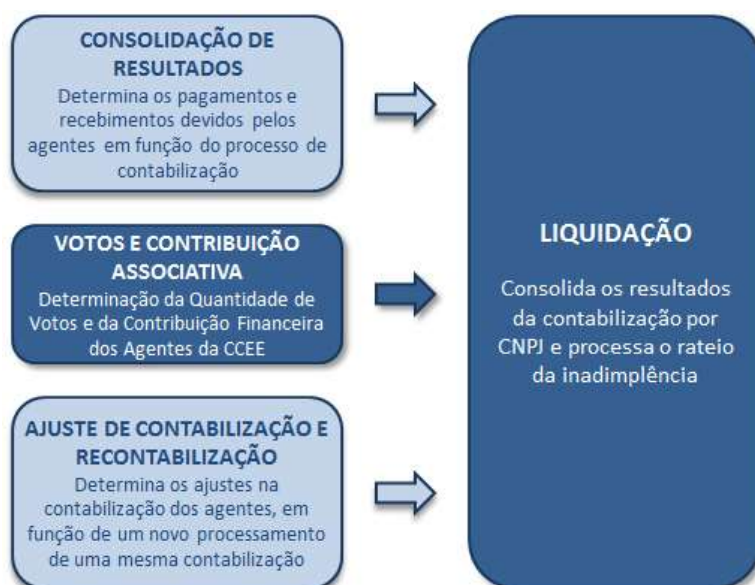 CONSOLIDAÇÃO DE
RESULTADOS
Determina os pagamentos e
recebimentos devidos pelos
agentes em função do processo de
contabilização
VOTOS E CONTRIBUIÇÃO
ASSOCIATIVA
Determinação da Quantidade de
Votos e da Contribuição Financeira
dos Agentes da CCEE
AJUSTE DE CONTABILIZAÇÃO E
RECONTABILIZAÇÃO
Determina os ajustes na
contabilização dos agentes, em
função de um novo processamento
de uma mesma contabilização
LIQUIDAÇÃO
Consolida os resultados
da contabilização por
CNPJ e processa o rateio
da inadimplência